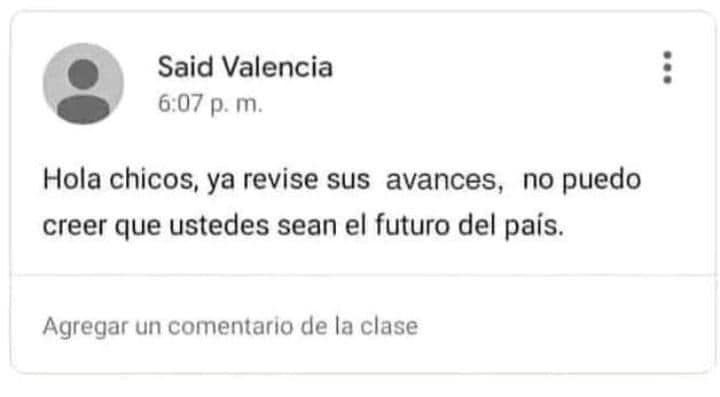 Said Valencia
6:07 p. m.
Hola chicos, ya revise sus avances, no puedo
creer que ustedes sean el futuro del país.
Agregar un comentario de la clase